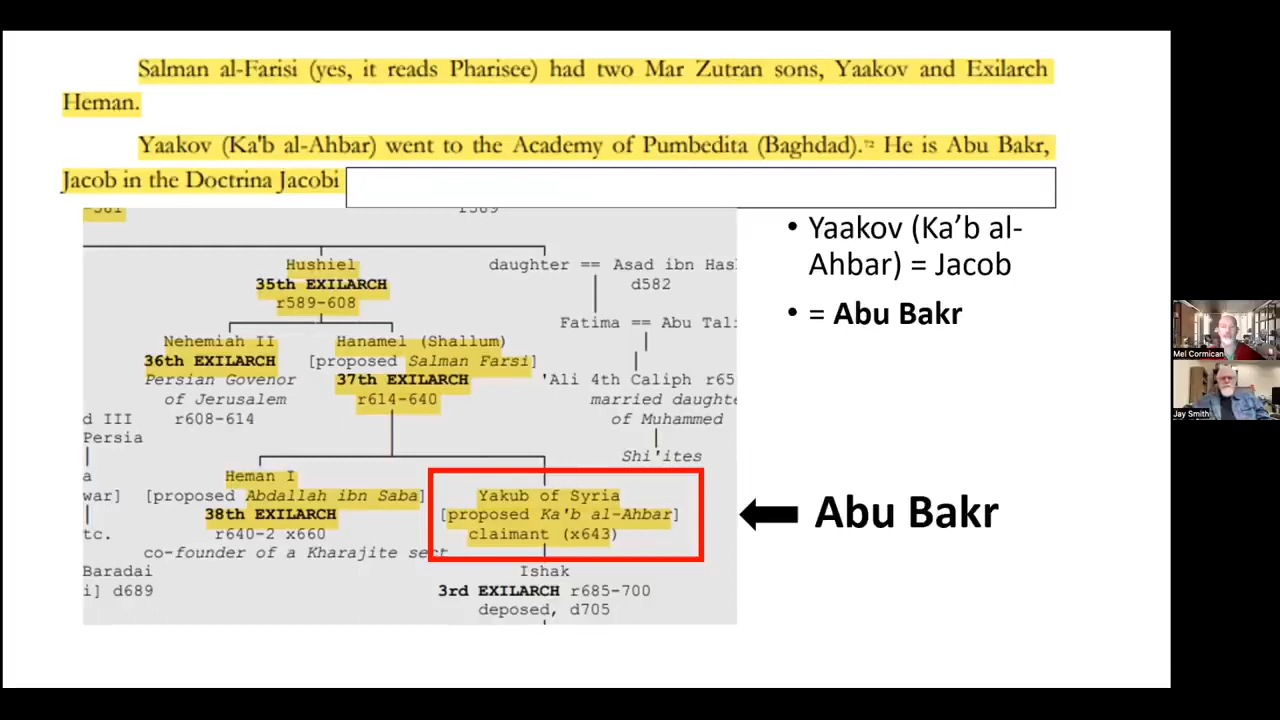 Salman al-Farisi (yes, it reads Pharisee) had two Mar Zutran sons, Yaakov and Exilarch
Heman.
Yaakov (Ka'b al-Ahbar) went to the Academy of Pumbedita (Baghdad).⁷² He is Abu Bakr,
Jacob in the Doctrina Jacobi
Hushiel
35th EXILARCH
r589-608
daughter == Asad ibn Hash
d582
Fatima == Abu Tali
Nehemiah II
36th EXILARCH
Persian Govenor
of Jerusalem
r608-614
Hanamel (Shallum)
[proposed Salman Farsi]
37th EXILARCH
r614-640
'Ali 4th Caliph r65
married daughte
of Muhammed
Shi'ites
d III
Persia
a
war]
tc.
Heman I
[proposed Abdallah ibn Saba]
38th EXILARCH
r640-2 x660
co-founder of a Kharajite sect
Yakub of Syria
[proposed Ka'b al-Ahbar]
claimant (x643)
Baradai
i] d689
Ishak
3rd EXILARCH r685-700
deposed, d705
• Yaakov (Ka’b al-
Ahbar) = Jacob
• = Abu Bakr
Abu Bakr
Mel Cormican
Jay Smith